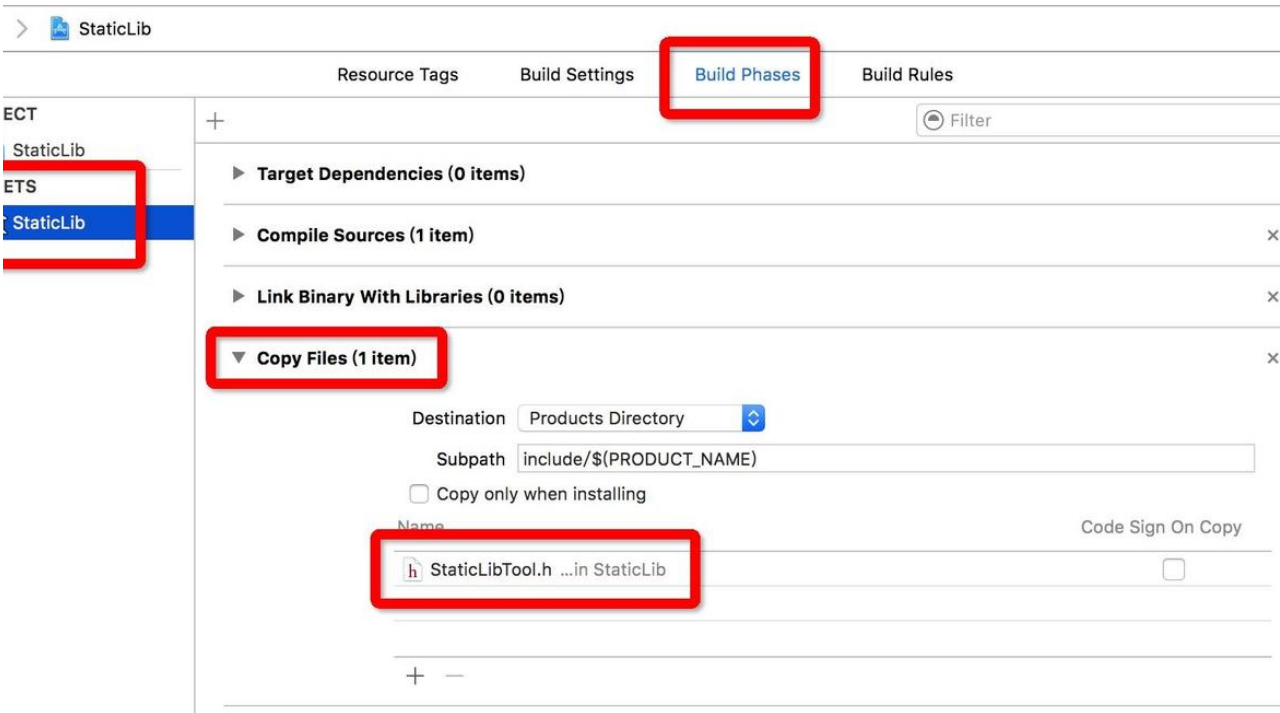 StaticLib
Resource Tags Build Settings Build Phases Build Rules
ECT
Filter
StaticLib
ETS
StaticLib
Target Dependencies (0 items)
Compile Sources (1 item)
Link Binary With Libraries (0 items)
Copy Files (1 item)
Destination Products Directory
Subpath include/$(PRODUCT_NAME)
Copy only when installing
Name Code Sign On Copy
h StaticLibTool.h ...in StaticLib